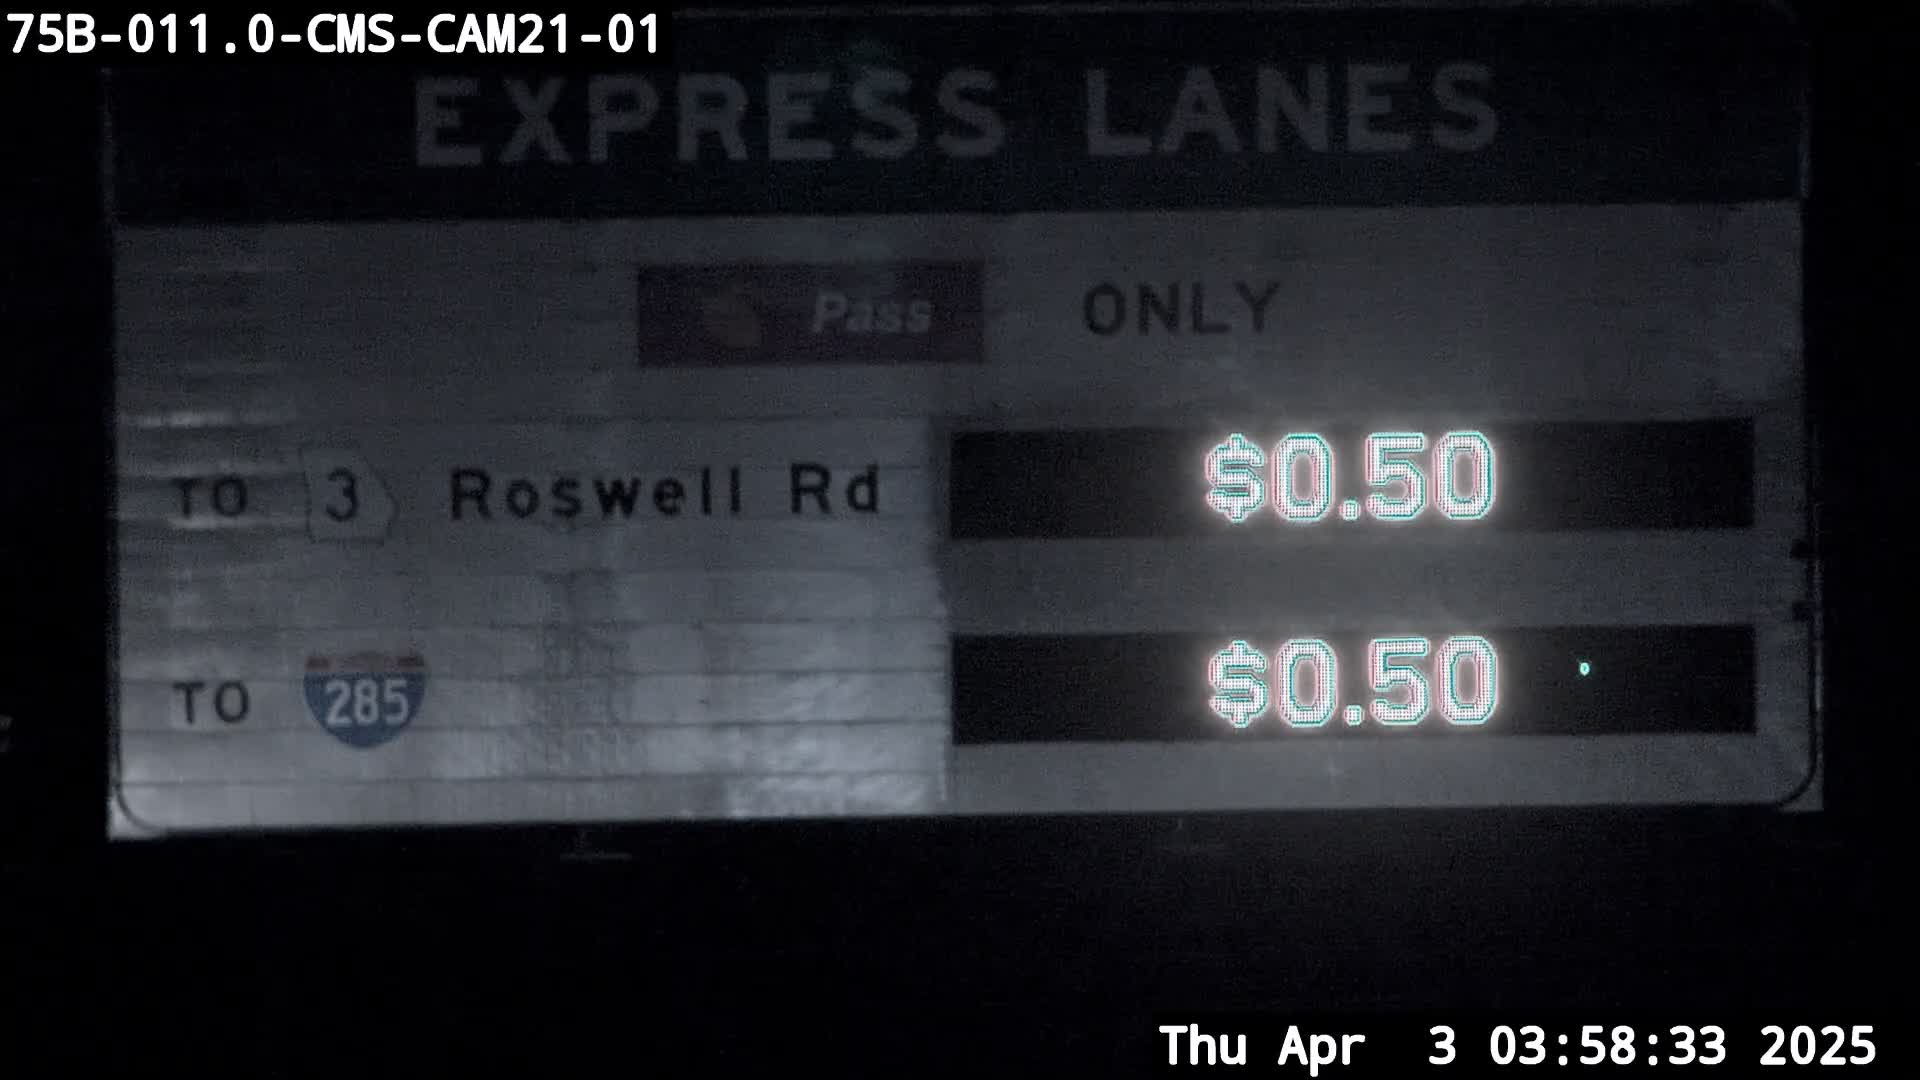 75B-011.0-CMS-CAM21-01
EXPRESS LANES
Pass ONLY
TO 3 Roswell Rd $0.50
TO 285 $0.50
Thu Apr 3 03:58:33 2025